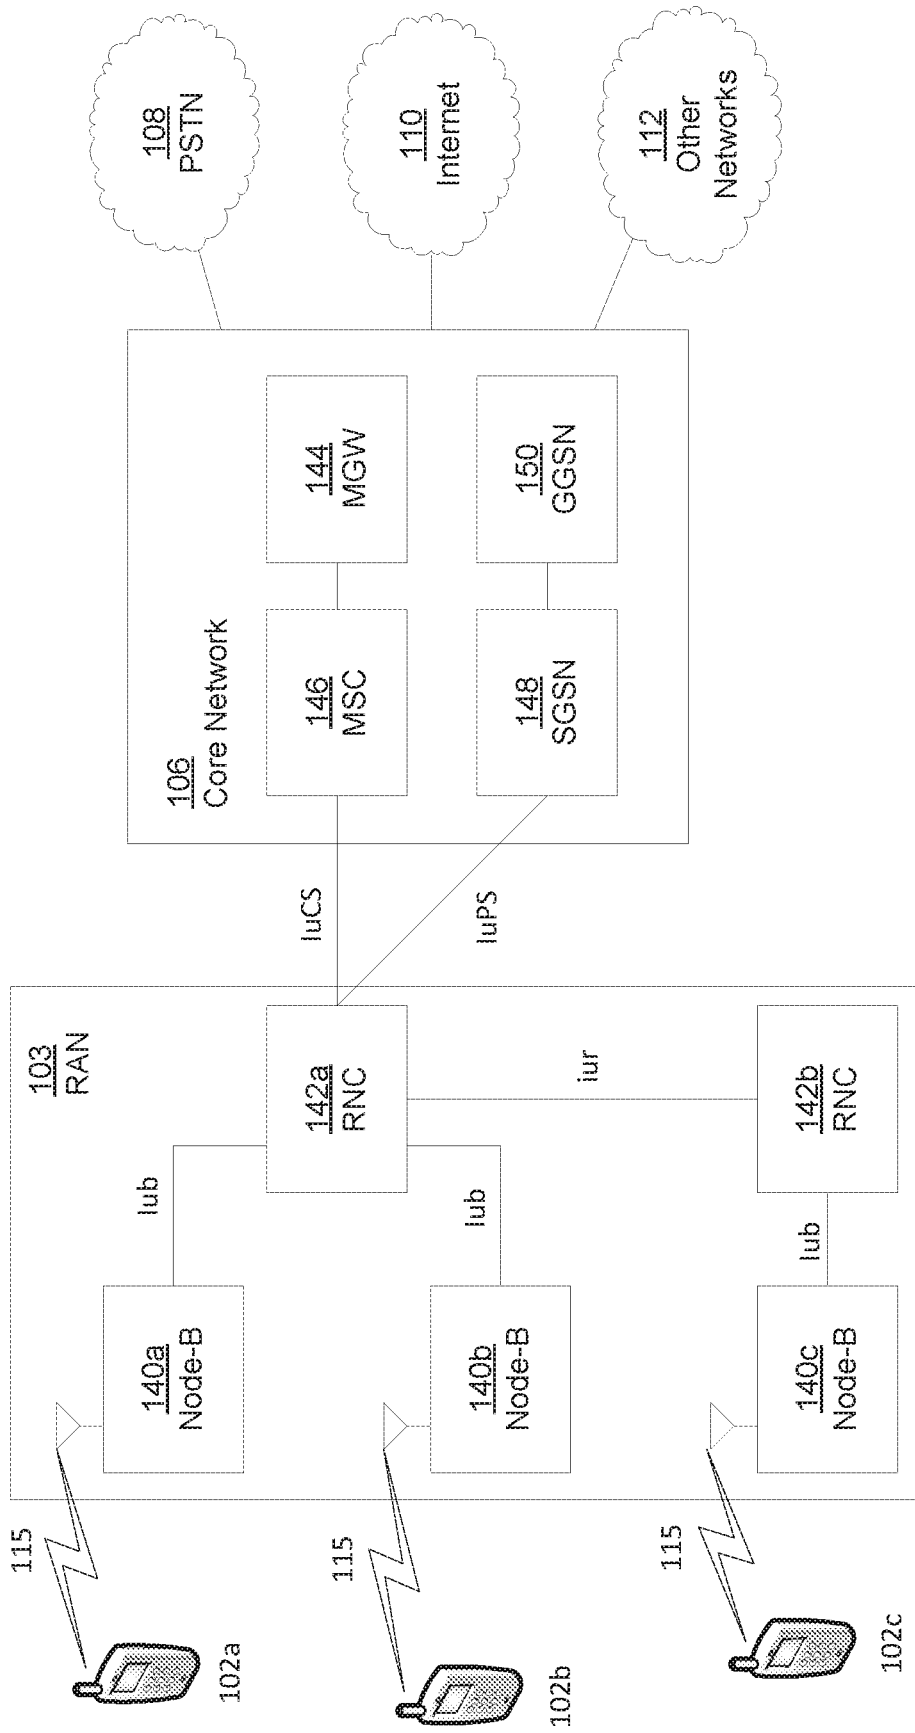 102a
115
103
RAN
140a
Node-B
Iub
142a
RNC
102b
115
140b
Node-B
Iub
iur
102c
115
140c
Node-B
Iub
142b
RNC
IuCS
IuPS
106
Core Network
146
MSC
144
MGW
148
SGSN
150
GGSN
108
PSTN
110
Internet
112
Other
Networks